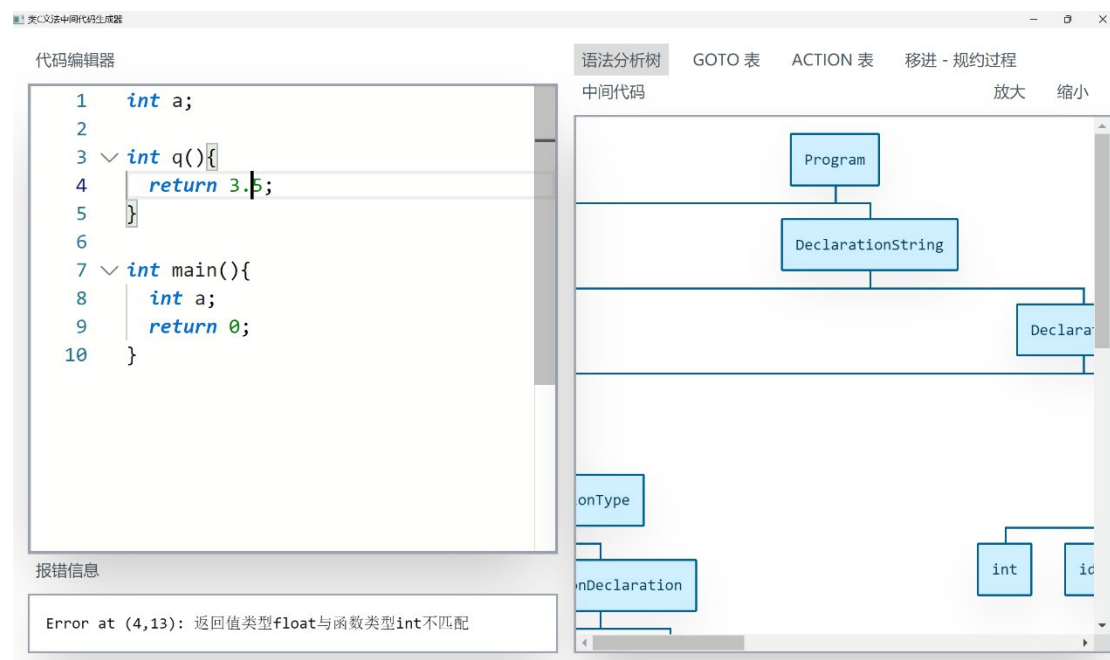 类C文法中间代码生成器
代码编辑器
1 int a;
2
3 int q(){
4 return 3.5;
5 }
6
7 int main(){
8 int a;
9 return 0;
10 }
报错信息
Error at (4,13): 返回值类型float与函数类型int不匹配
语法分析树 GOTO 表 ACTION 表 移进 - 规约过程
中间代码 放大 缩小
Program
DeclarationString
Declara
onType
int id
onDeclaration